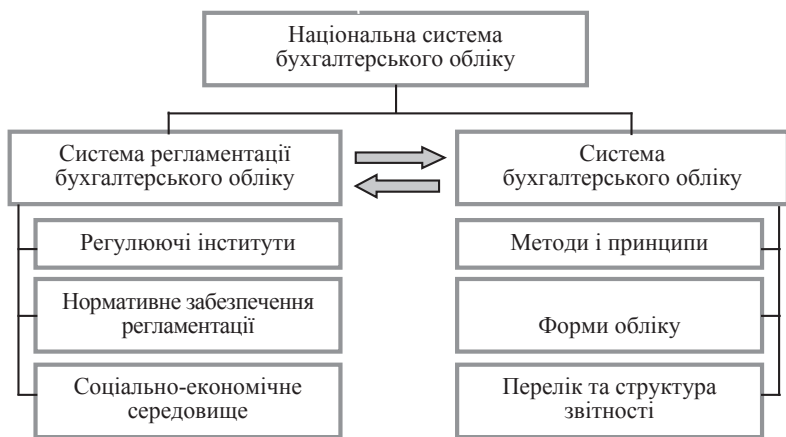 Національна система
бухгалтерського обліку
Система регламентації
бухгалтерського обліку
Система
бухгалтерського обліку
Регулюючі інститути
Методи і принципи
Нормативне забезпечення
регламентації
Форми обліку
Соціально-економічне
середовище
Перелік та структура
звітності